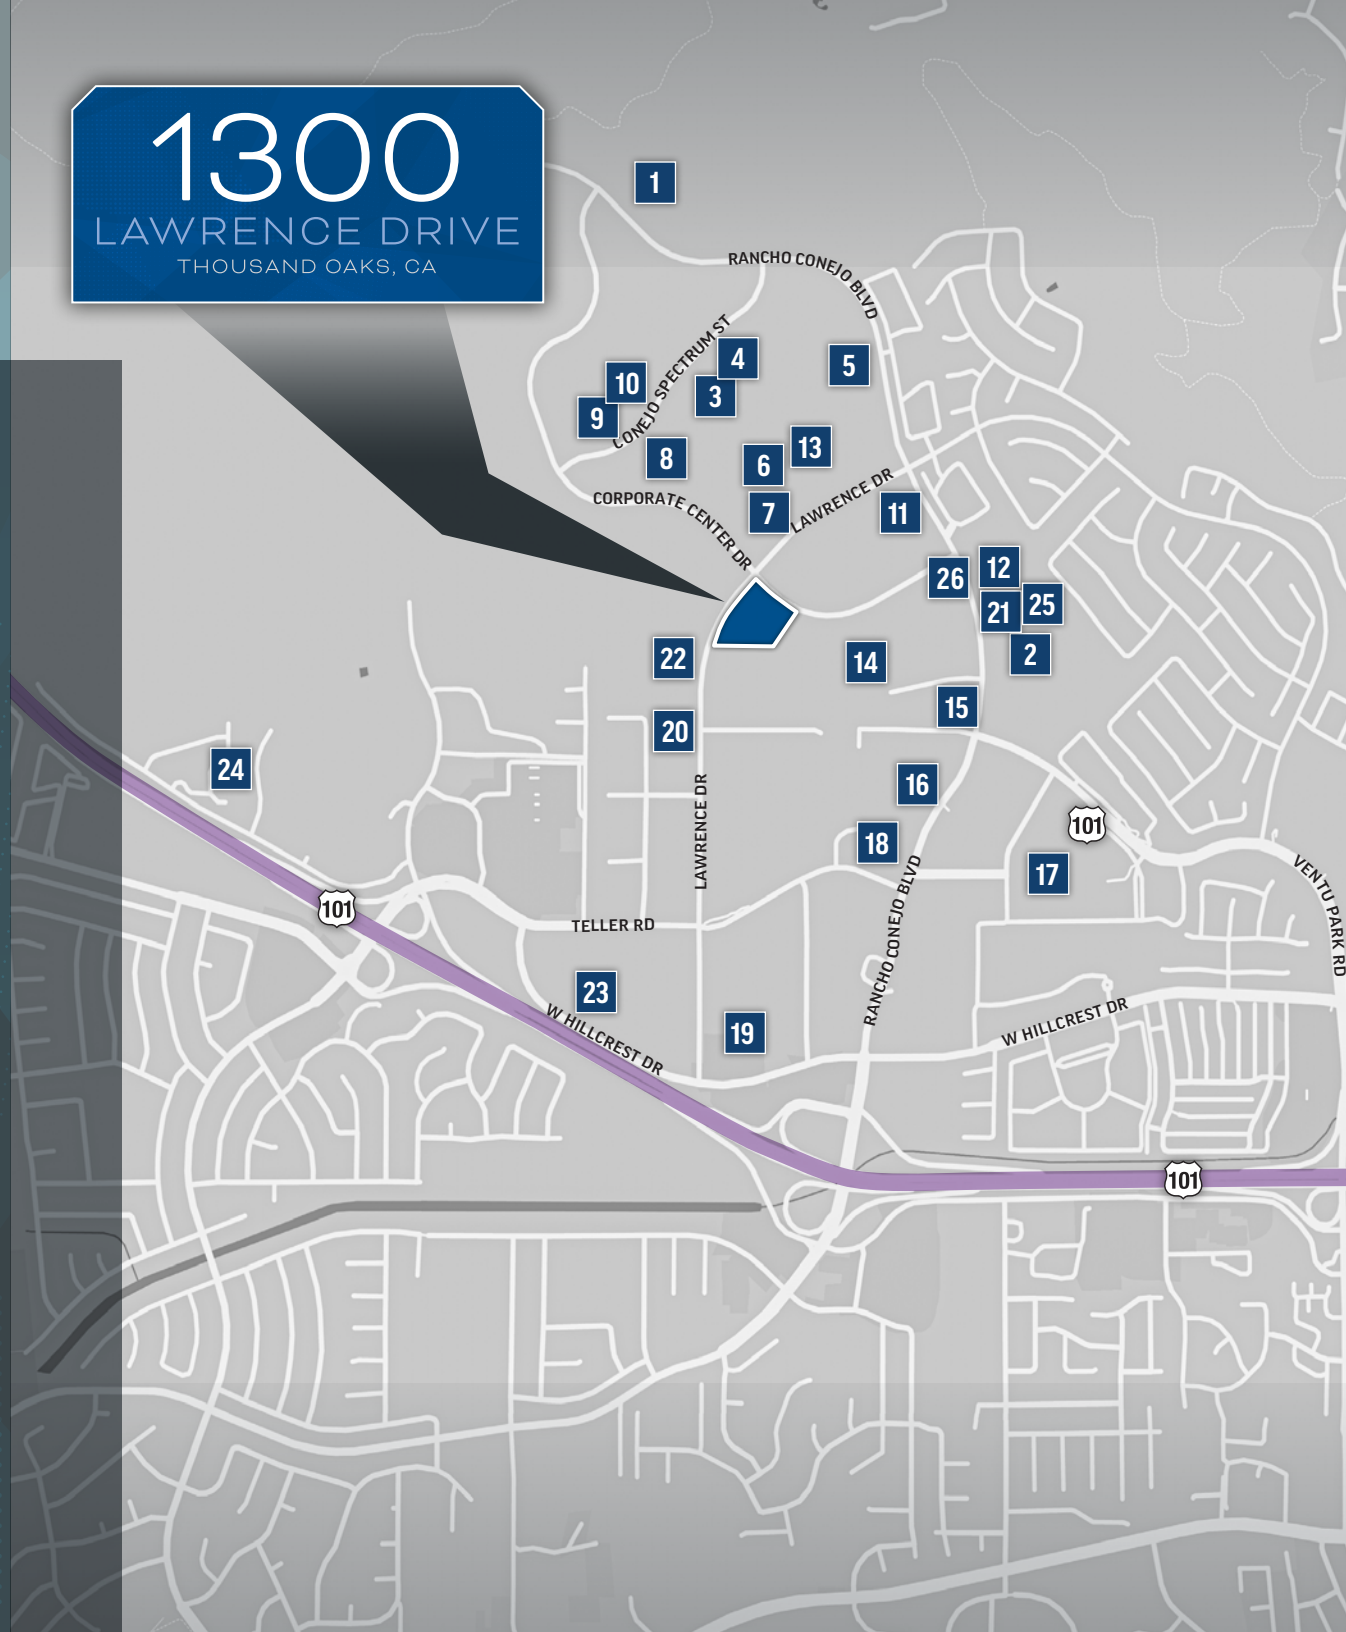 1300
LAWRENCE DRIVE
THOUSAND OAKS, CA
1
RANCHO CONEJO BLVD
CONEJO SPECTRUM ST
4
5
10
3
9
13
8
6
LAWRENCE DR
CORPORATE CENTER DR
7
11
26
12
25
21
2
22
14
15
20
24
16
LAWRENCE DR
101
18
17
VENTU PARK RD
101
TELLER RD
RANCHO CONEJO BLVD
23
W HILLCREST DR
19
W HILLCREST DR
101